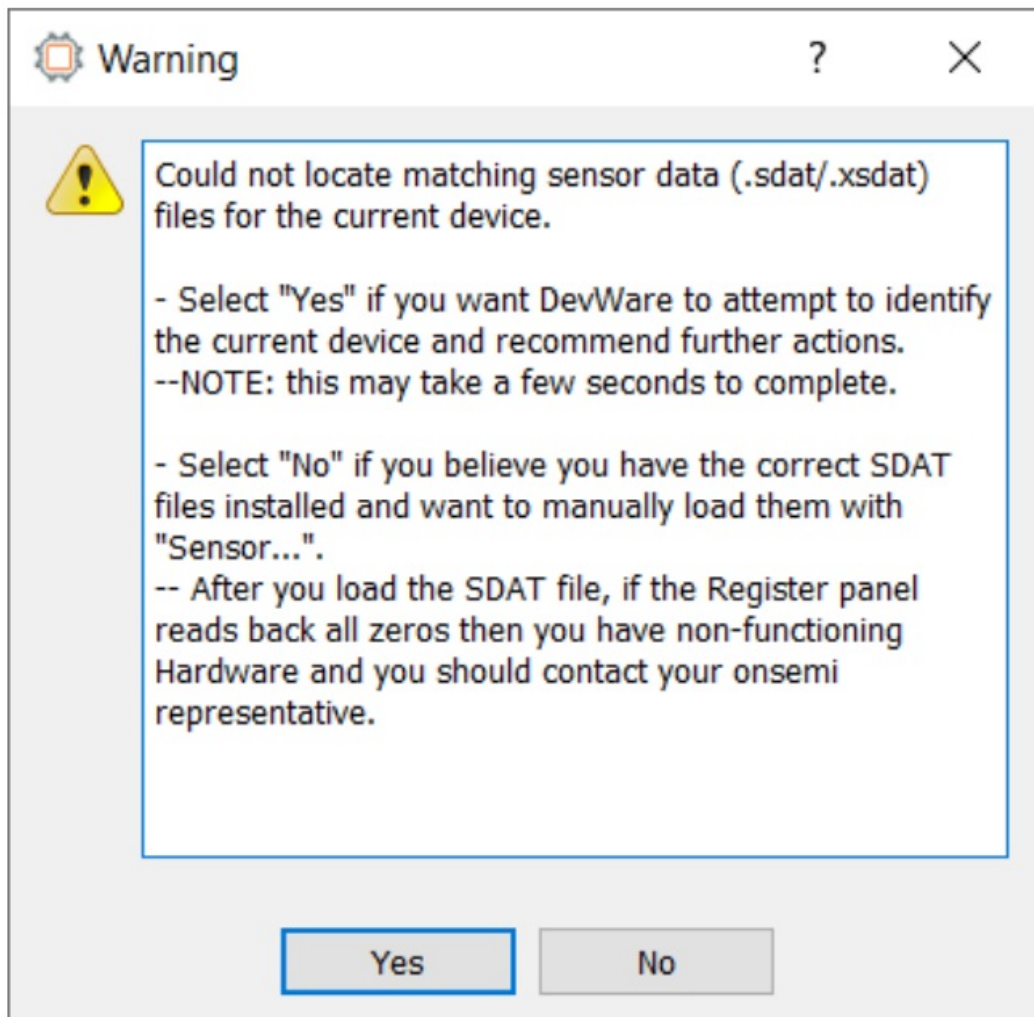 Warning
?
Could not locate matching sensor data (.sdat/.xsdat)
files for the current device.
- Select "Yes" if you want DevWare to attempt to identify
the current device and recommend further actions.
--NOTE: this may take a few seconds to complete.
- Select "No" if you believe you have the correct SDAT
files installed and want to manually load them with
"Sensor...".
-- After you load the SDAT file, if the Register panel
reads back all zeros then you have non-functioning
Hardware and you should contact your onsemi
representative.
Yes
No